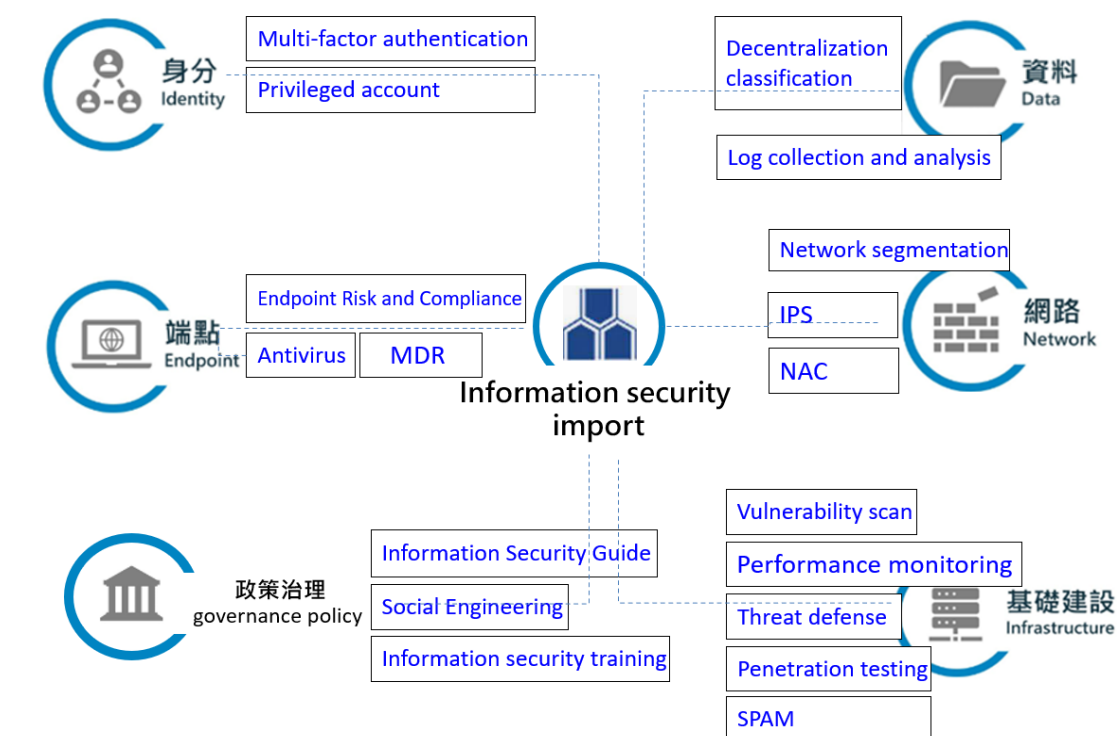 身分
Identity
Multi-factor authentication
Privileged account
Decentralization
classification
Log collection and analysis
資料
Data
端點
Endpoint
Endpoint Risk and Compliance
Antivirus
MDR
Information security
import
Network segmentation
IPS
NAC
網路
Network
政策治理
governance policy
Information Security Guide
Social Engineering
Information security training
Vulnerability scan
Performance monitoring
Threat defense
Penetration testing
SPAM
基礎建設
Infrastructure